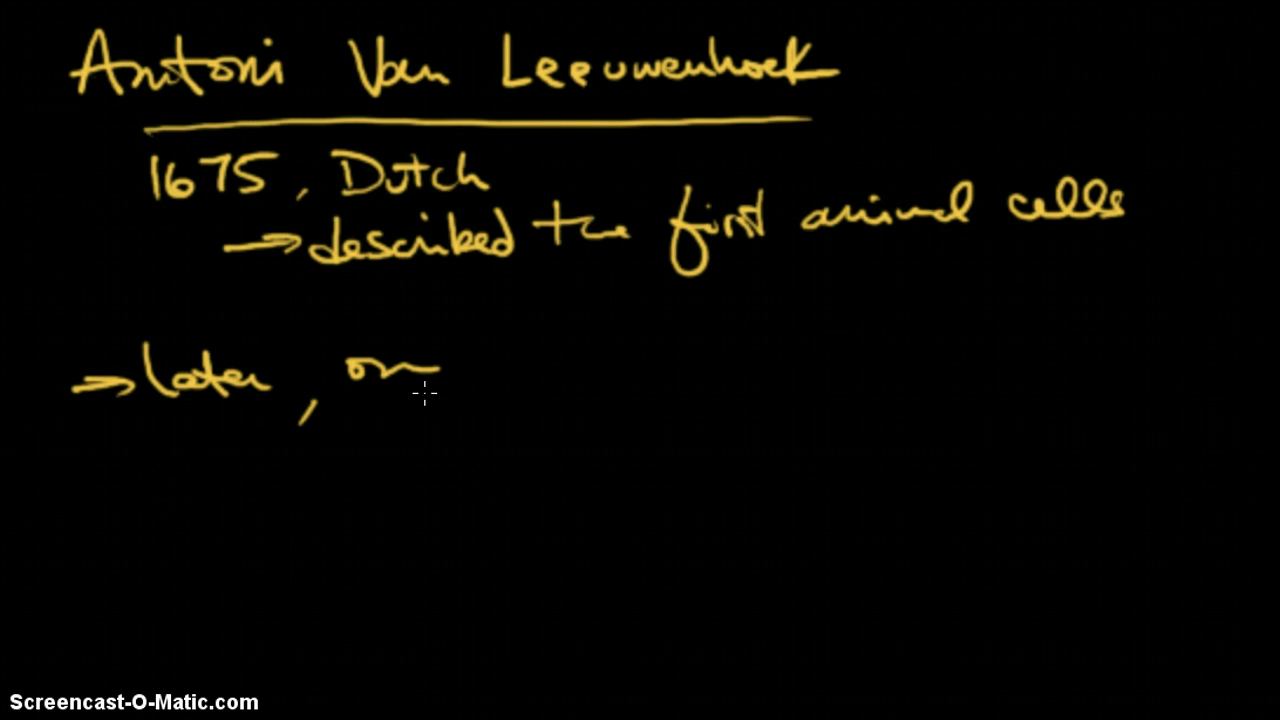 Antoni Van Leeuwenhoek
1675, Dutch
→ described the first animal cells
→ later, on
Screencast-O-Matic.com